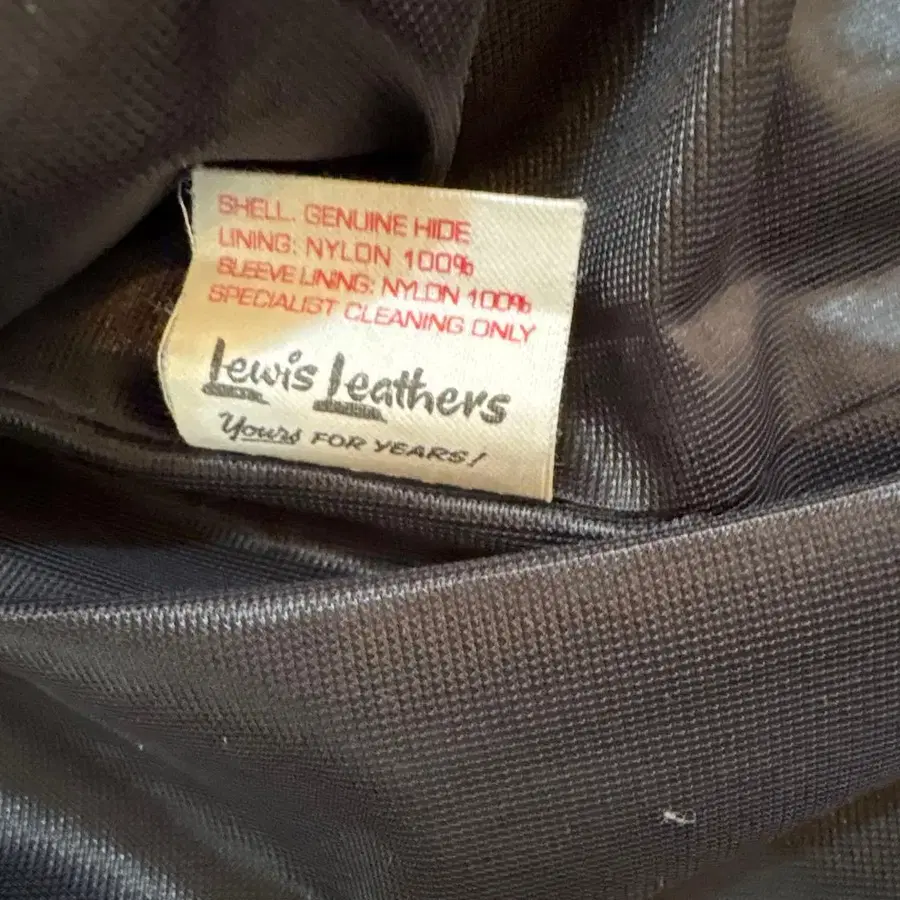 SHELL. GENUINE HIDE
LINING: NYLON 100%
SLEEVE LINING: NYLON 100%
SPECIALIST CLEANING ONLY
Lewis Leathers
Yours FOR YEARS!